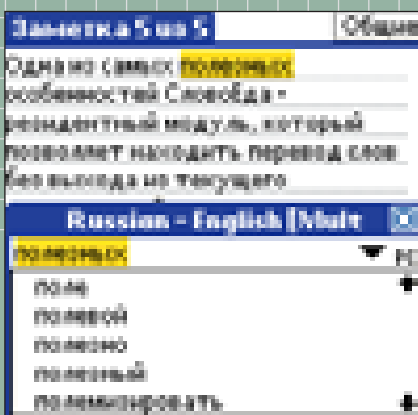 Заметка 5 из 5 Общие
Одна из самых полезных
особенностей Словоеда -
резидентный модуль, который
позволяет находить перевод слов
без выхода из текущего
Russian - English [Mult
полезных
поле
полевой
полезно
полезный
полемизировать